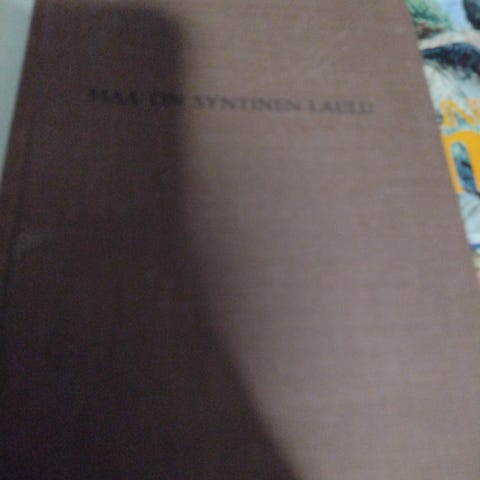 MAA ON SYNTINEN LAULU